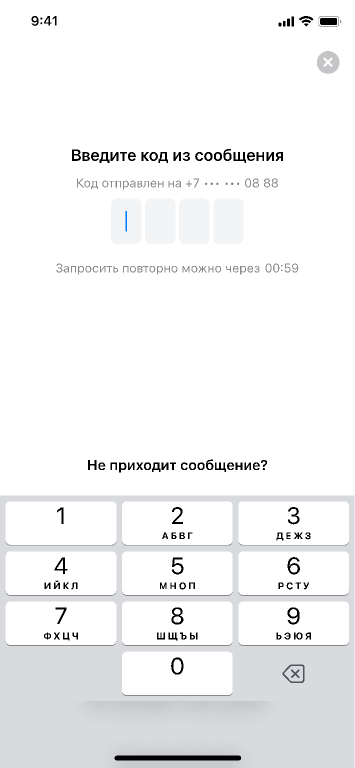 9:41
Введите код из сообщения
Код отправлен на +7 ••• ••• 08 88
Запросить повторно можно через 00:59
Не приходит сообщение?
1 2 3
АБВГ ДЕЖЗ
4 5 6
ИЙКЛ МНОП РСТУ
7 8 9
ФХЦЧ ШЩЪЫ ЬЭЮЯ
0